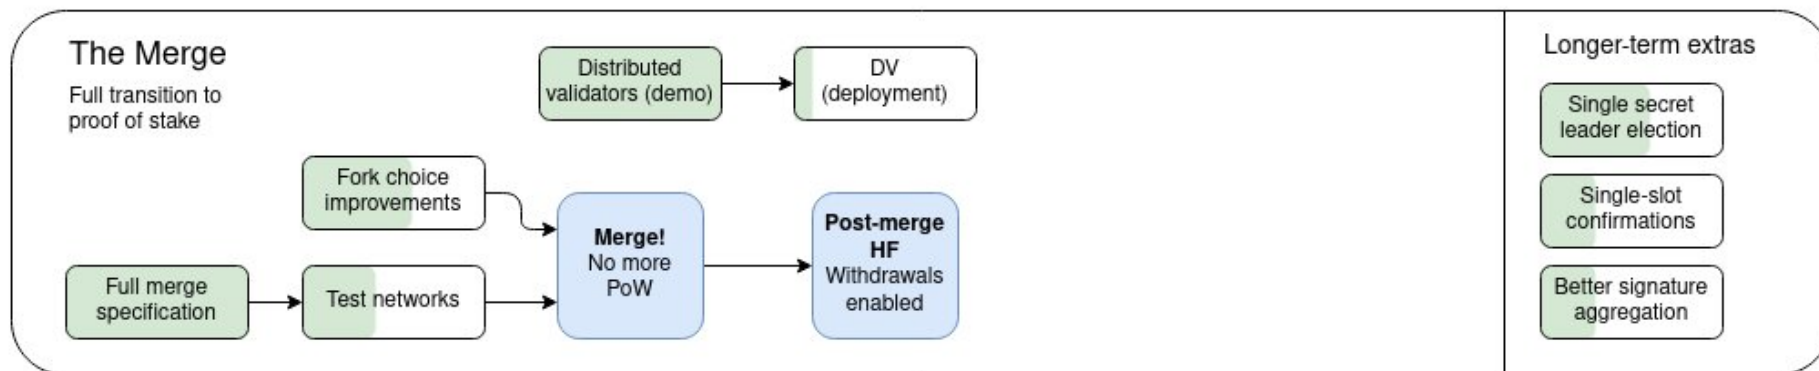 The Merge
Full transition to
proof of stake
Distributed
validators (demo)
DV
(deployment)
Fork choice
improvements
Full merge
specification
Test networks
Merge!
No more
PoW
Post-merge
HF
Withdrawals
enabled
Longer-term extras
Single secret
leader election
Single-slot
confirmations
Better signature
aggregation